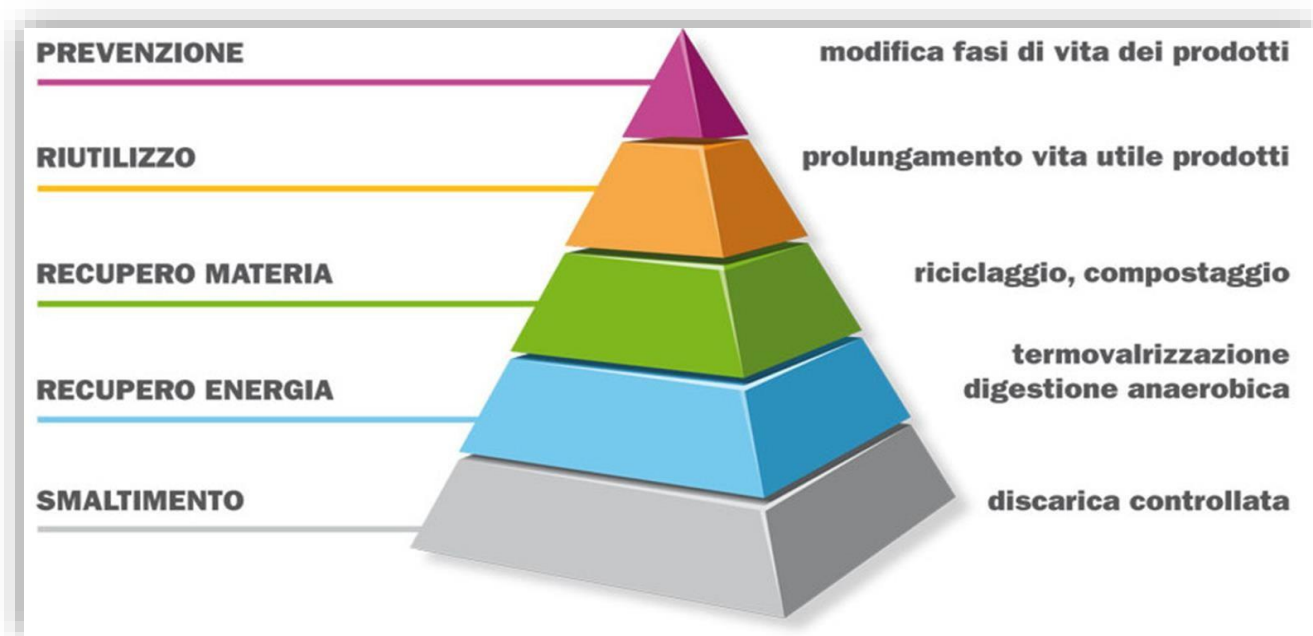 PREVENZIONE
modifica fasi di vita dei prodotti
RIUTILIZZO
prolungamento vita utile prodotti
RECUPERO MATERIA
riciclaggio, compostaggio
RECUPERO ENERGIA
termovalrizzazione
digestione anaerobica
SMALTIMENTO
discarica controllata